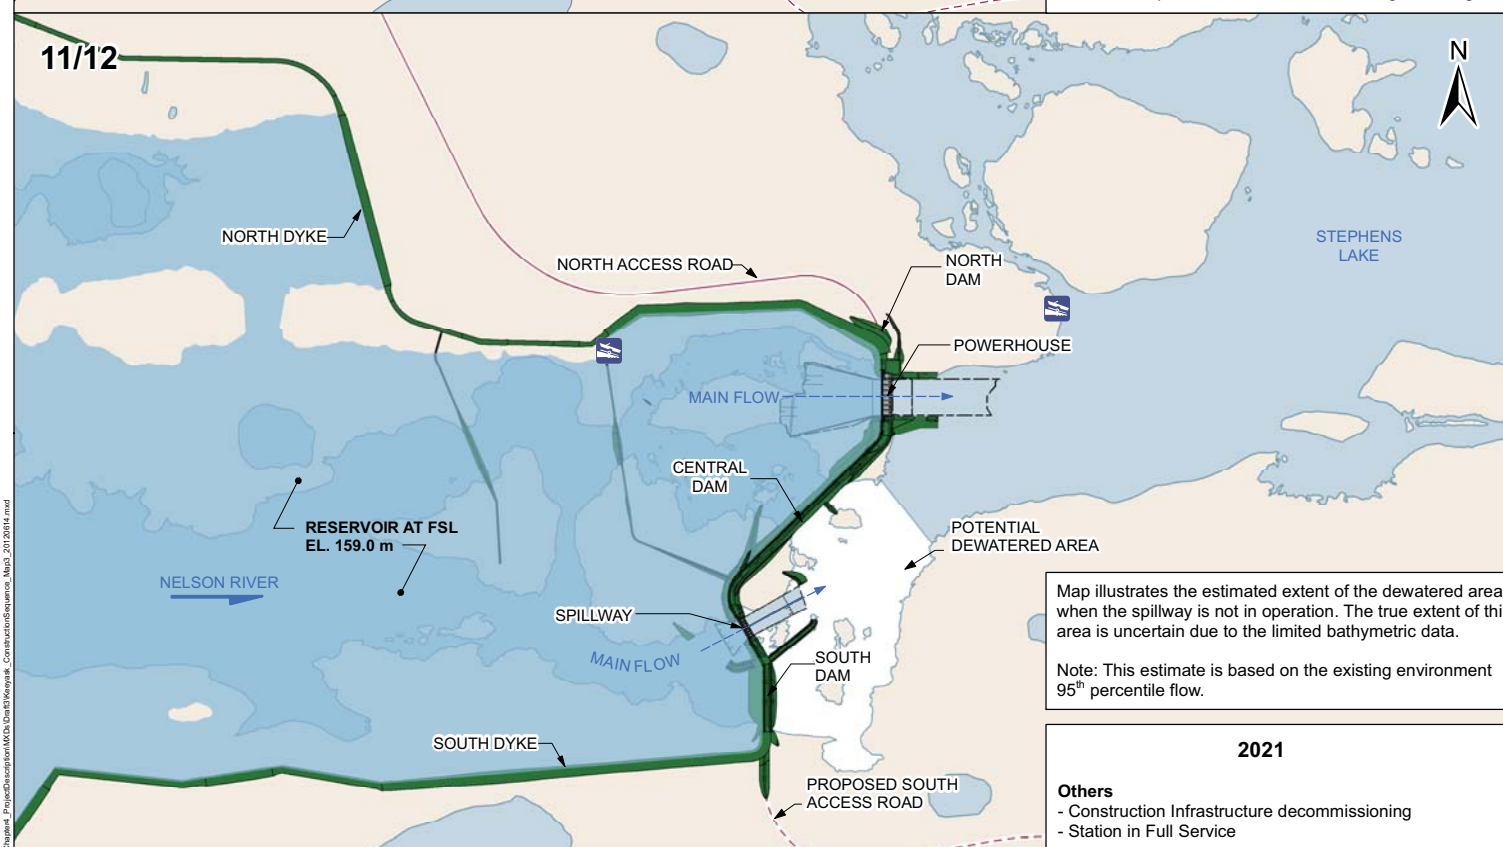 11/12
N
NORTH DYKE
NORTH ACCESS ROAD
NORTH
DAM
STEPHENS
LAKE
POWERHOUSE
MAIN FLOW
CENTRAL
DAM
RESERVOIR AT FSL
EL. 159.0 m
POTENTIAL
DEWATERED AREA
NELSON RIVER
SPILLWAY
MAIN FLOW
SOUTH
DAM
SOUTH DYKE
PROPOSED SOUTH
ACCESS ROAD
Map illustrates the estimated extent of the dewatered area
when the spillway is not in operation. The true extent of thi
area is uncertain due to the limited bathymetric data.
Note: This estimate is based on the existing environment
95th percentile flow.
2021
Others
- Construction Infrastructure decommissioning
- Station in Full Service